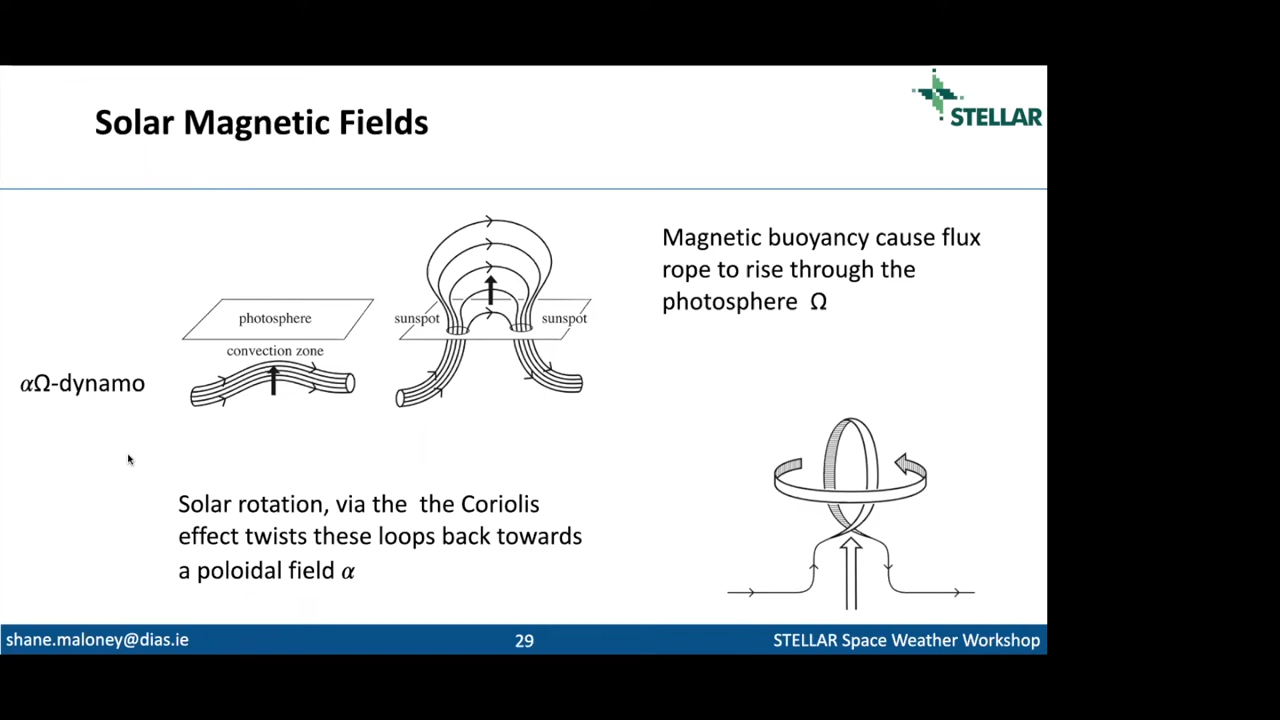 Solar Magnetic Fields
STELLAR
Magnetic buoyancy cause flux
rope to rise through the
photosphere Ω
photosphere
convection zone
sunspot
sunspot
αΩ-dynamo
Solar rotation, via the the Coriolis
effect twists these loops back towards
a poloidal field α
shane.maloney@dias.ie
29
STELLAR Space Weather Workshop